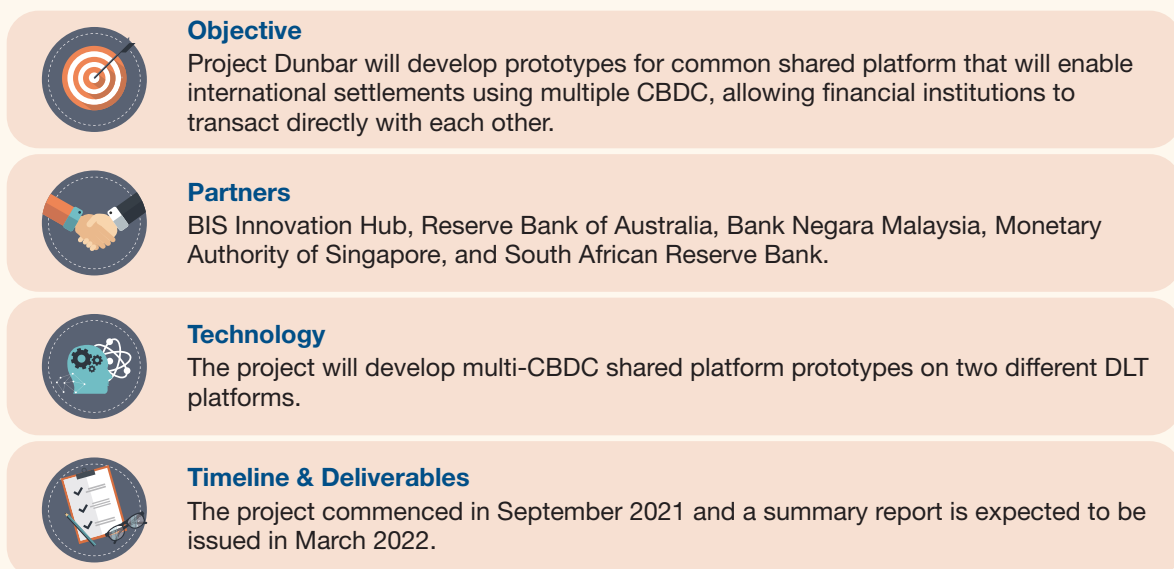 Objective
Project Dunbar will develop prototypes for common shared platform that will enable
international settlements using multiple CBDC, allowing financial institutions to
transact directly with each other.
Partners
BIS Innovation Hub, Reserve Bank of Australia, Bank Negara Malaysia, Monetary
Authority of Singapore, and South African Reserve Bank.
Technology
The project will develop multi-CBDC shared platform prototypes on two different DLT
platforms.
Timeline & Deliverables
The project commenced in September 2021 and a summary report is expected to be
issued in March 2022.